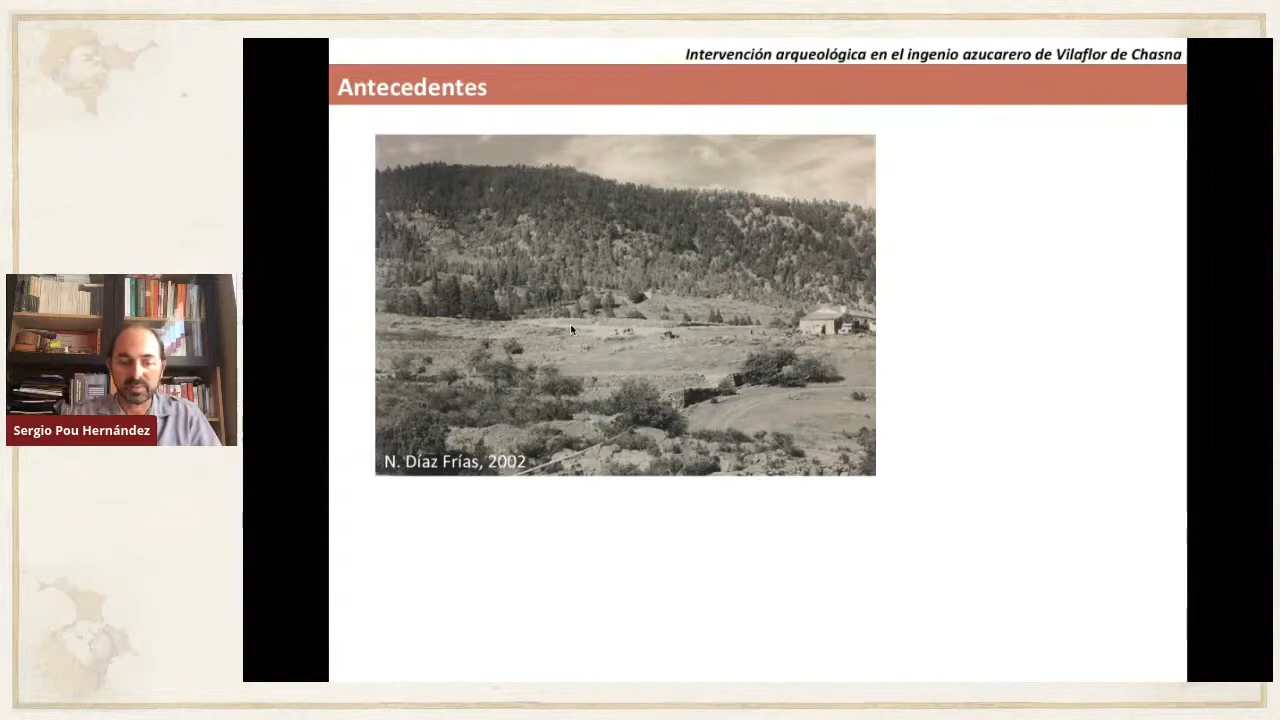 Intervención arqueológica en el ingenio azucarero de Vilaflor de Chasna
Antecedentes
N. Díaz Frías, 2002
Sergio Pou Hernández